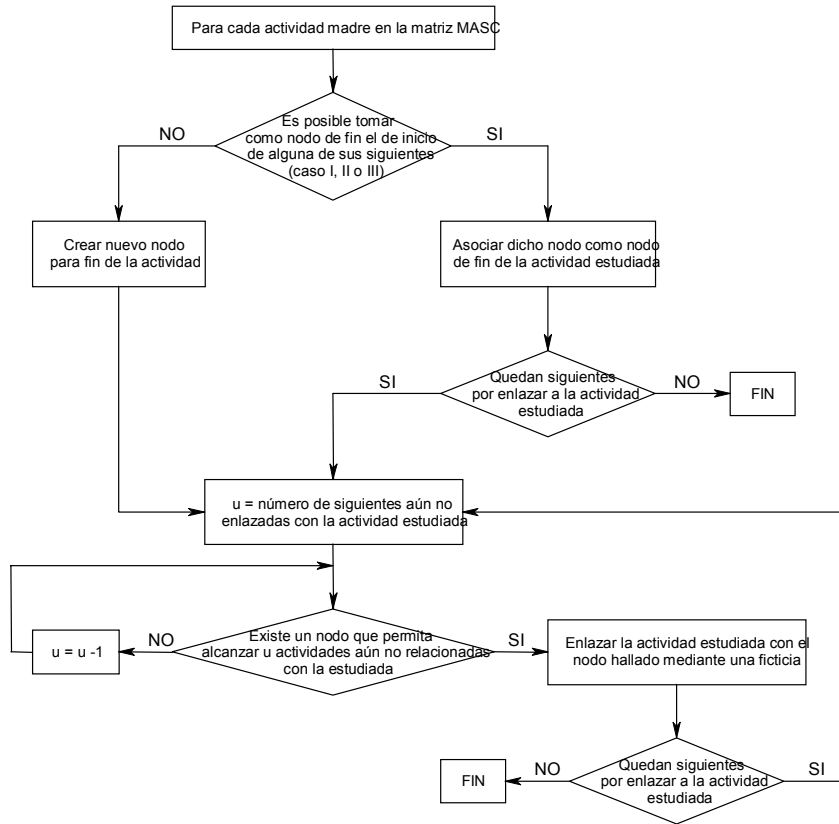 Para cada actividad madre en la matriz MASC
Es posible tomar
como nodo de fin el de inicio
de alguna de sus siguientes
(caso I, II o III)
NO
SI
Crear nuevo nodo
para fin de la actividad
Asociar dicho nodo como nodo
de fin de la actividad estudiada
Quedan siguientes
por enlazar a la actividad
estudiada
SI
NO
FIN
u = número de siguientes aún no
enlazadas con la actividad estudiada
Existe un nodo que permita
alcanzar u actividades aún no relacionadas
con la estudiada
NO
SI
u = u -1
Enlazar la actividad estudiada con el
nodo hallado mediante una ficticia
Quedan siguientes
por enlazar a la actividad
estudiada
NO
SI
FIN